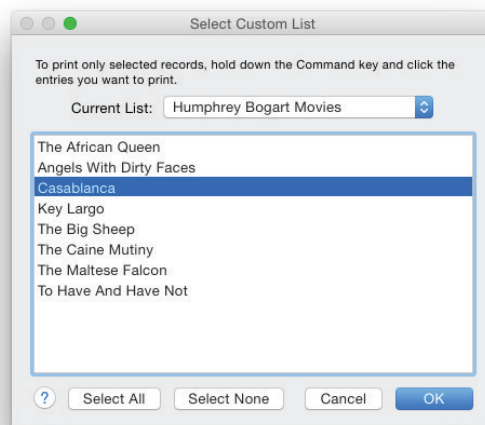 Select Custom List
To print only selected records, hold down the Command key and click the
entries you want to print.
Current List: Humphrey Bogart Movies
The African Queen
Angels With Dirty Faces
Casablanca
Key Largo
The Big Sheep
The Caine Mutiny
The Maltese Falcon
To Have And Have Not
? Select All Select None Cancel OK